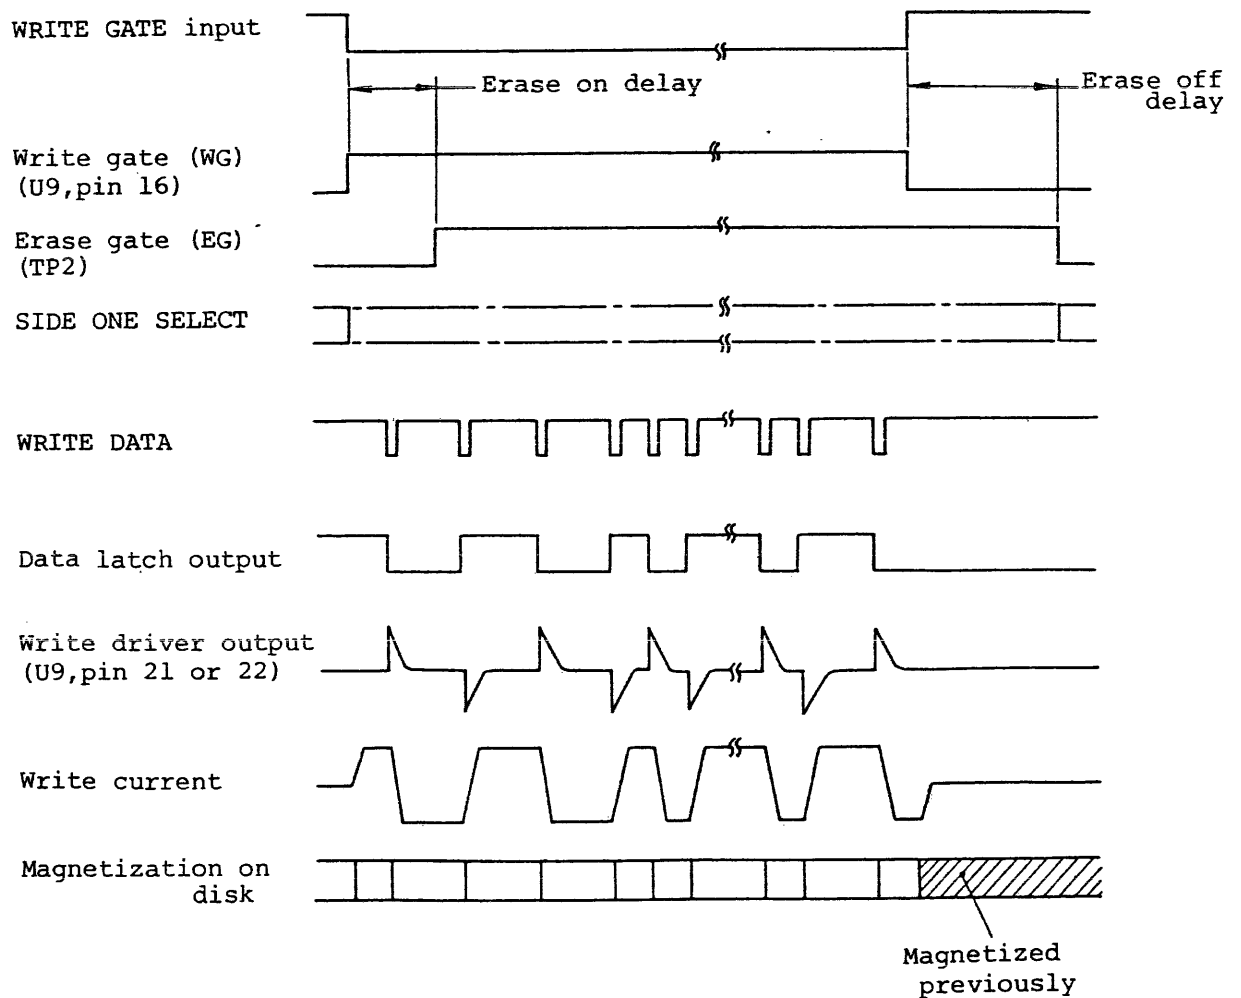 WRITE GATE input
Erase on delay
Erase off
delay
Write gate (WG)
(U9,pin 16)
Erase gate (EG)
(TP2)
SIDE ONE SELECT
WRITE DATA
Data latch output
Write driver output
(U9,pin 21 or 22)
Write current
Magnetization on
disk
Magnetized
previously